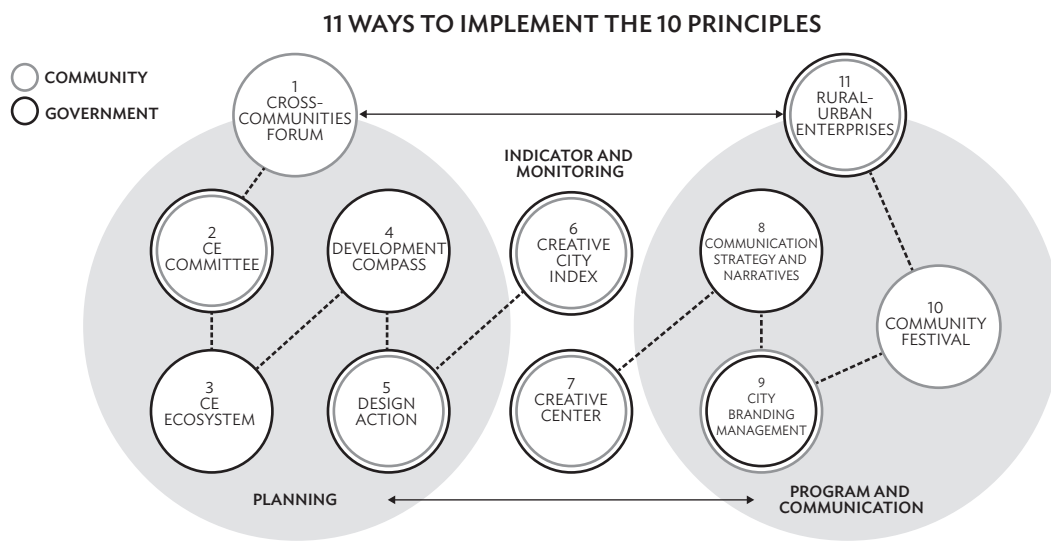 11 WAYS TO IMPLEMENT THE 10 PRINCIPLES
COMMUNITY
GOVERNMENT
1
CROSS-
COMMUNITIES
FORUM
2
CE
COMMITTEE
3
CE
ECOSYSTEM
4
DEVELOPMENT
COMPASS
5
DESIGN
ACTION
PLANNING
INDICATOR AND
MONITORING
6
CREATIVE
CITY
INDEX
7
CREATIVE
CENTER
8
COMMUNICATION
STRATEGY AND
NARRATIVES
9
CITY
BRANDING
MANAGEMENT
10
COMMUNITY
FESTIVAL
11
RURAL-
URBAN
ENTERPRISES
PROGRAM AND
COMMUNICATION